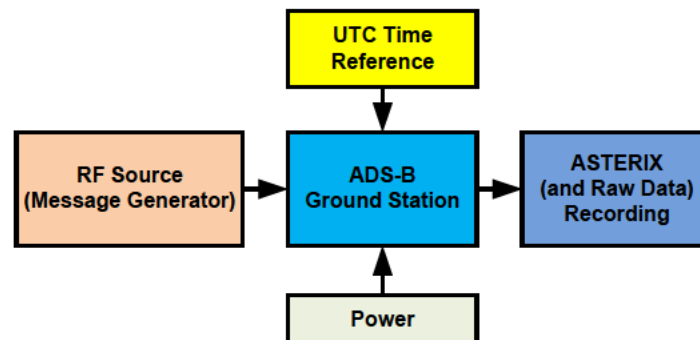 UTC Time
Reference
RF Source
(Message Generator)
ADS-B
Ground Station
ASTERIX
(and Raw Data)
Recording
Power